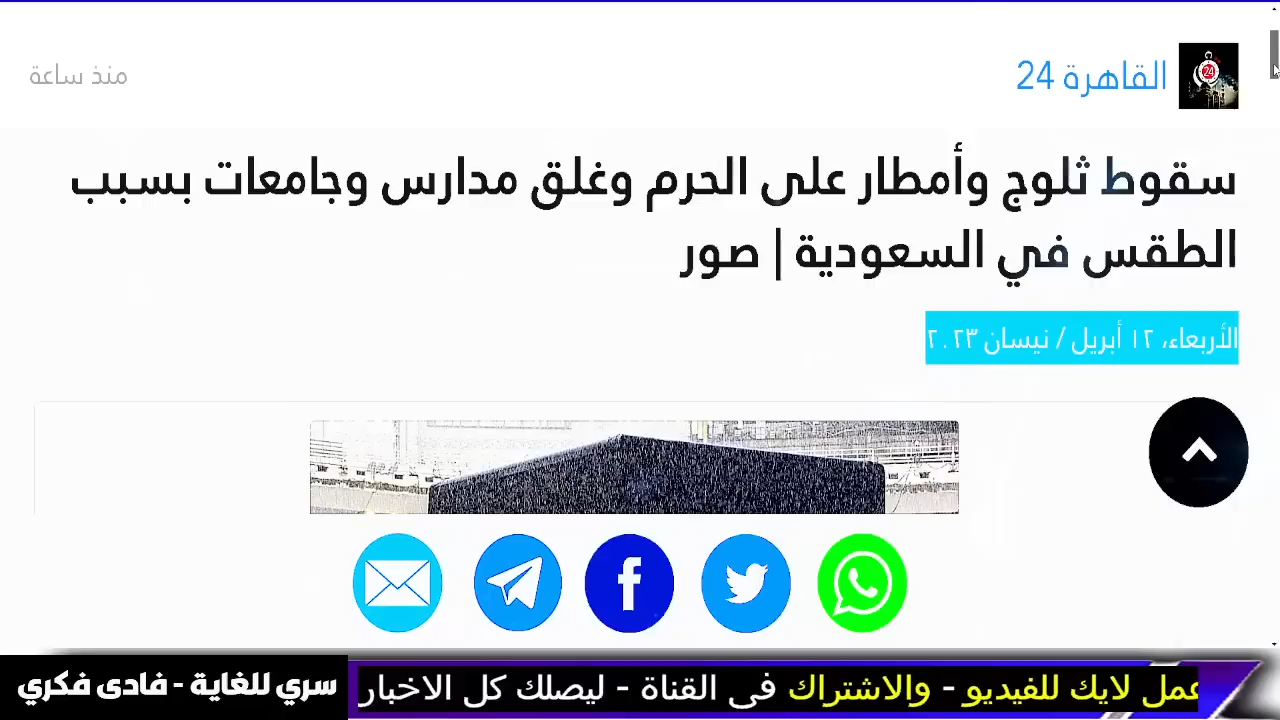 القاهرة 24
منذ ساعة
سقوط ثلوج وأمطار على الحرم وغلق مدارس وجامعات بسبب
الطقس في السعودية | صور
الأربعاء، ١٢ أبريل / نيسان ٢٠٢٣
سري للغاية - فادى فكري
عمل لايك للفيديو - والاشتراك فى القناة - ليصلك كل الاخبار